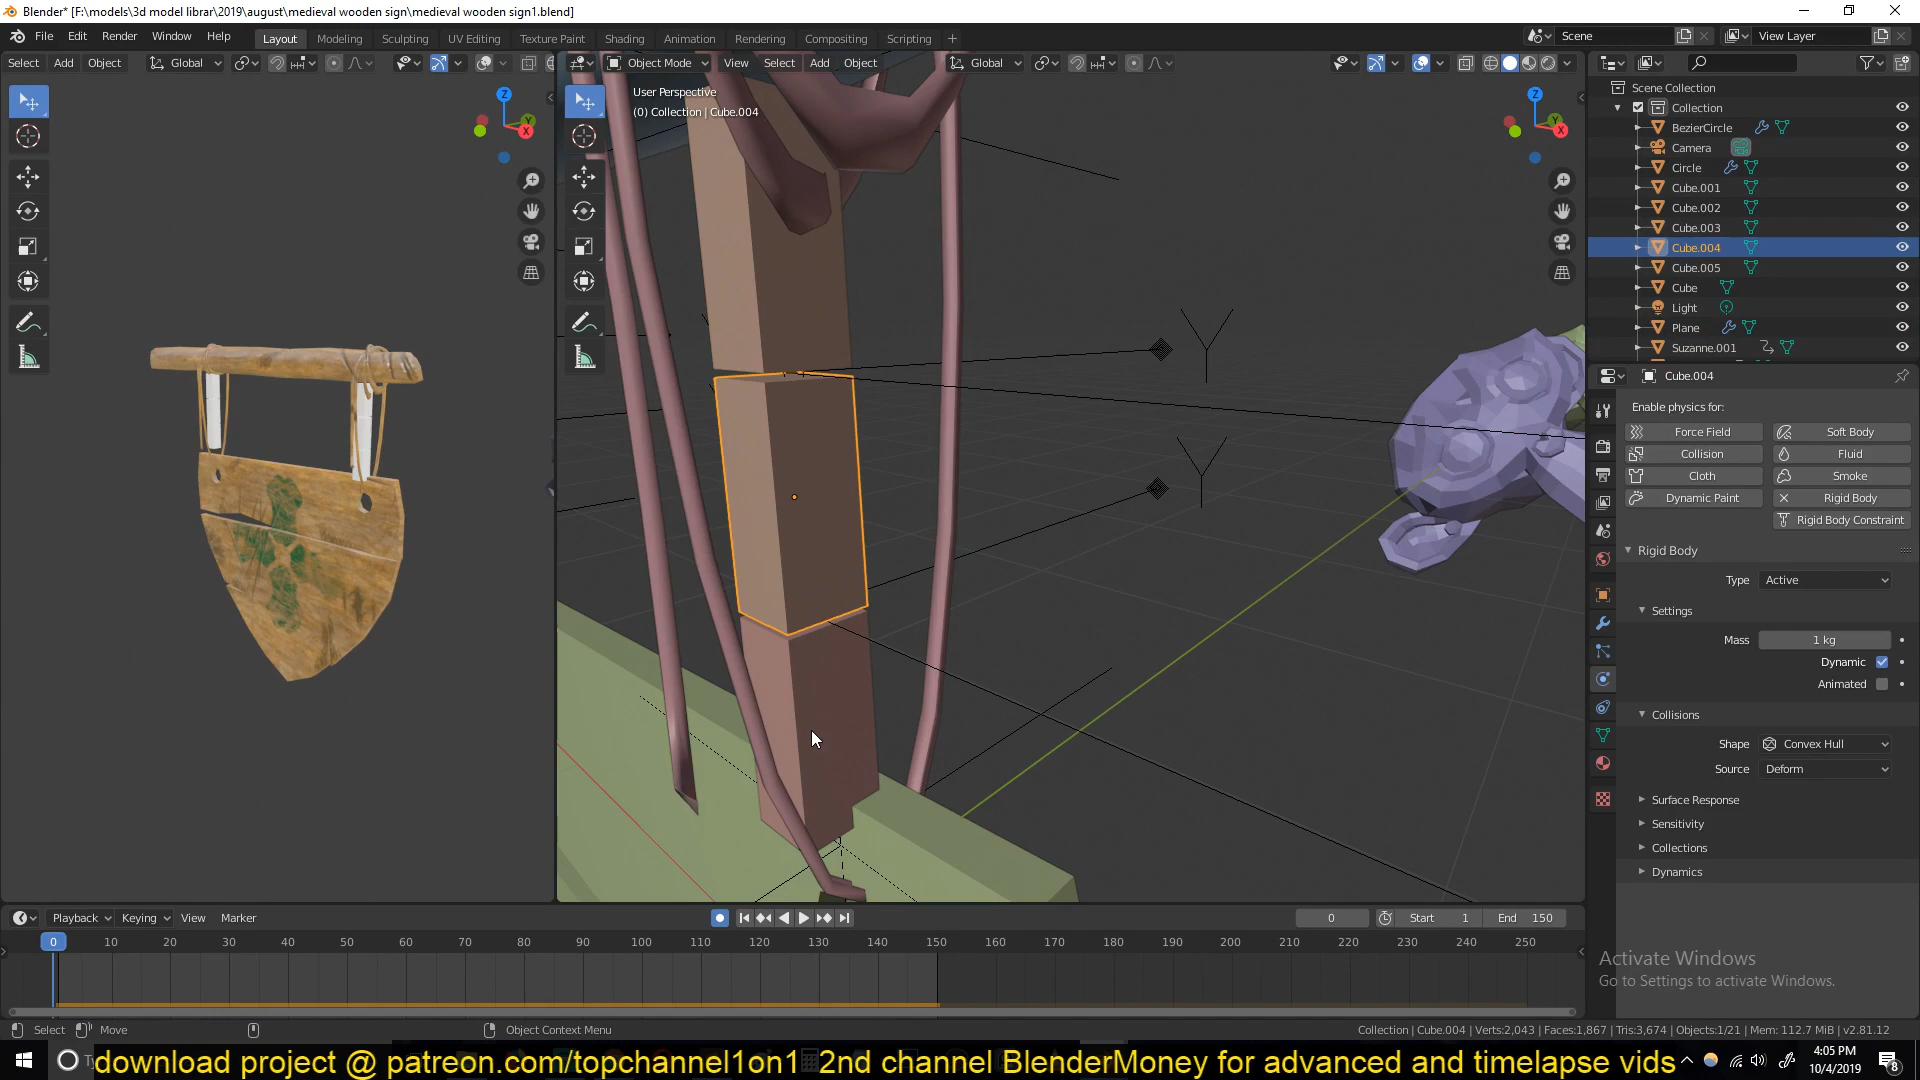 Blender* [F:\models\3d model librar\2019\august\medieval wooden sign\medieval wooden sign1.blend]
File Edit Render Window Help
Layout Modeling Sculpting UV Editing Texture Paint Shading Animation Rendering Compositing Scripting
Scene View Layer
Select Add Object Global
Object Mode View Select Add Object Global
User Perspective
(0) Collection | Cube.004
Z
Y
X
Z
Y
X
Scene Collection
Collection
BezierCircle
Camera
Circle
Cube.001
Cube.002
Cube.003
Cube.004
Cube.005
Cube
Light
Plane
Suzanne.001
Cube.004
Enable physics for:
Force Field Soft Body
Collision Fluid
Cloth Smoke
Dynamic Paint Rigid Body
Rigid Body Constraint
Rigid Body
Type Active
Settings
Mass 1 kg
Dynamic
Animated
Collisions
Shape Convex Hull
Source Deform
Surface Response
Sensitivity
Collections
Dynamics
Playback Keying View Marker
0 Start 1 End 150
0 10 20 30 40 50 60 70 80 90 100 110 120 130 140 150 160 170 180 190 200 210 220 230 240 250
Activate Windows
Go to Settings to activate Windows.
Select Move Object Context Menu
Collection | Cube.004 | Verts:2,043 | Faces:1,867 | Tris:3,674 | Objects:1/21 | Mem: 112.7 MiB | v2.81.12
download project @ patreon.com/topchannel1on1 2nd channel BlenderMoney for advanced and timelapse vids
4:05 PM
10/4/2019
8